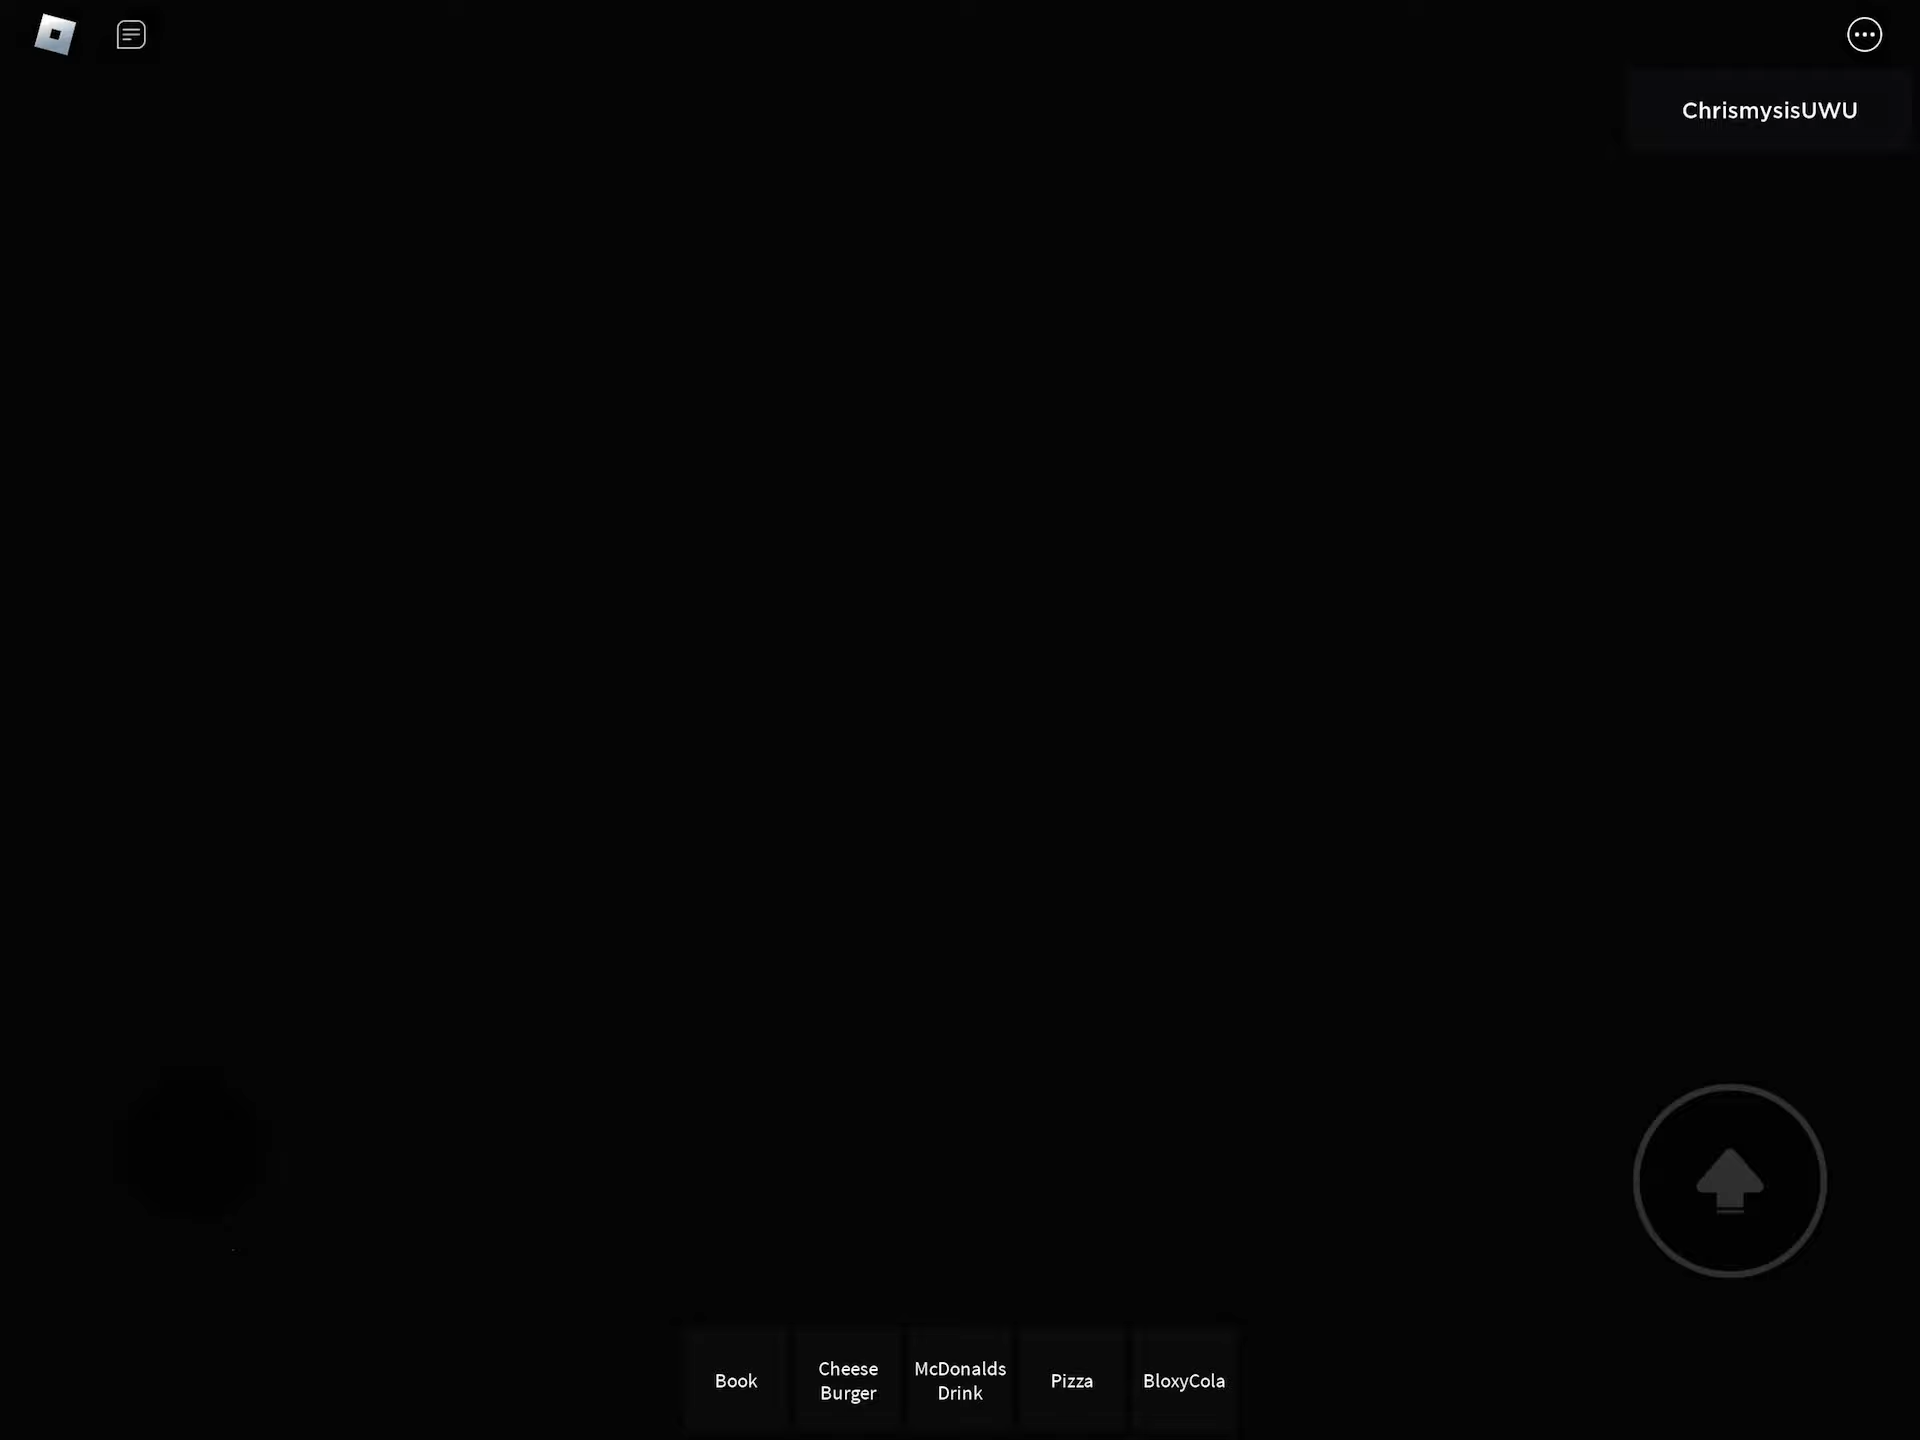 ChrismysisUWU
Book
Cheese
Burger
McDonalds
Drink
Pizza
BloxyCola